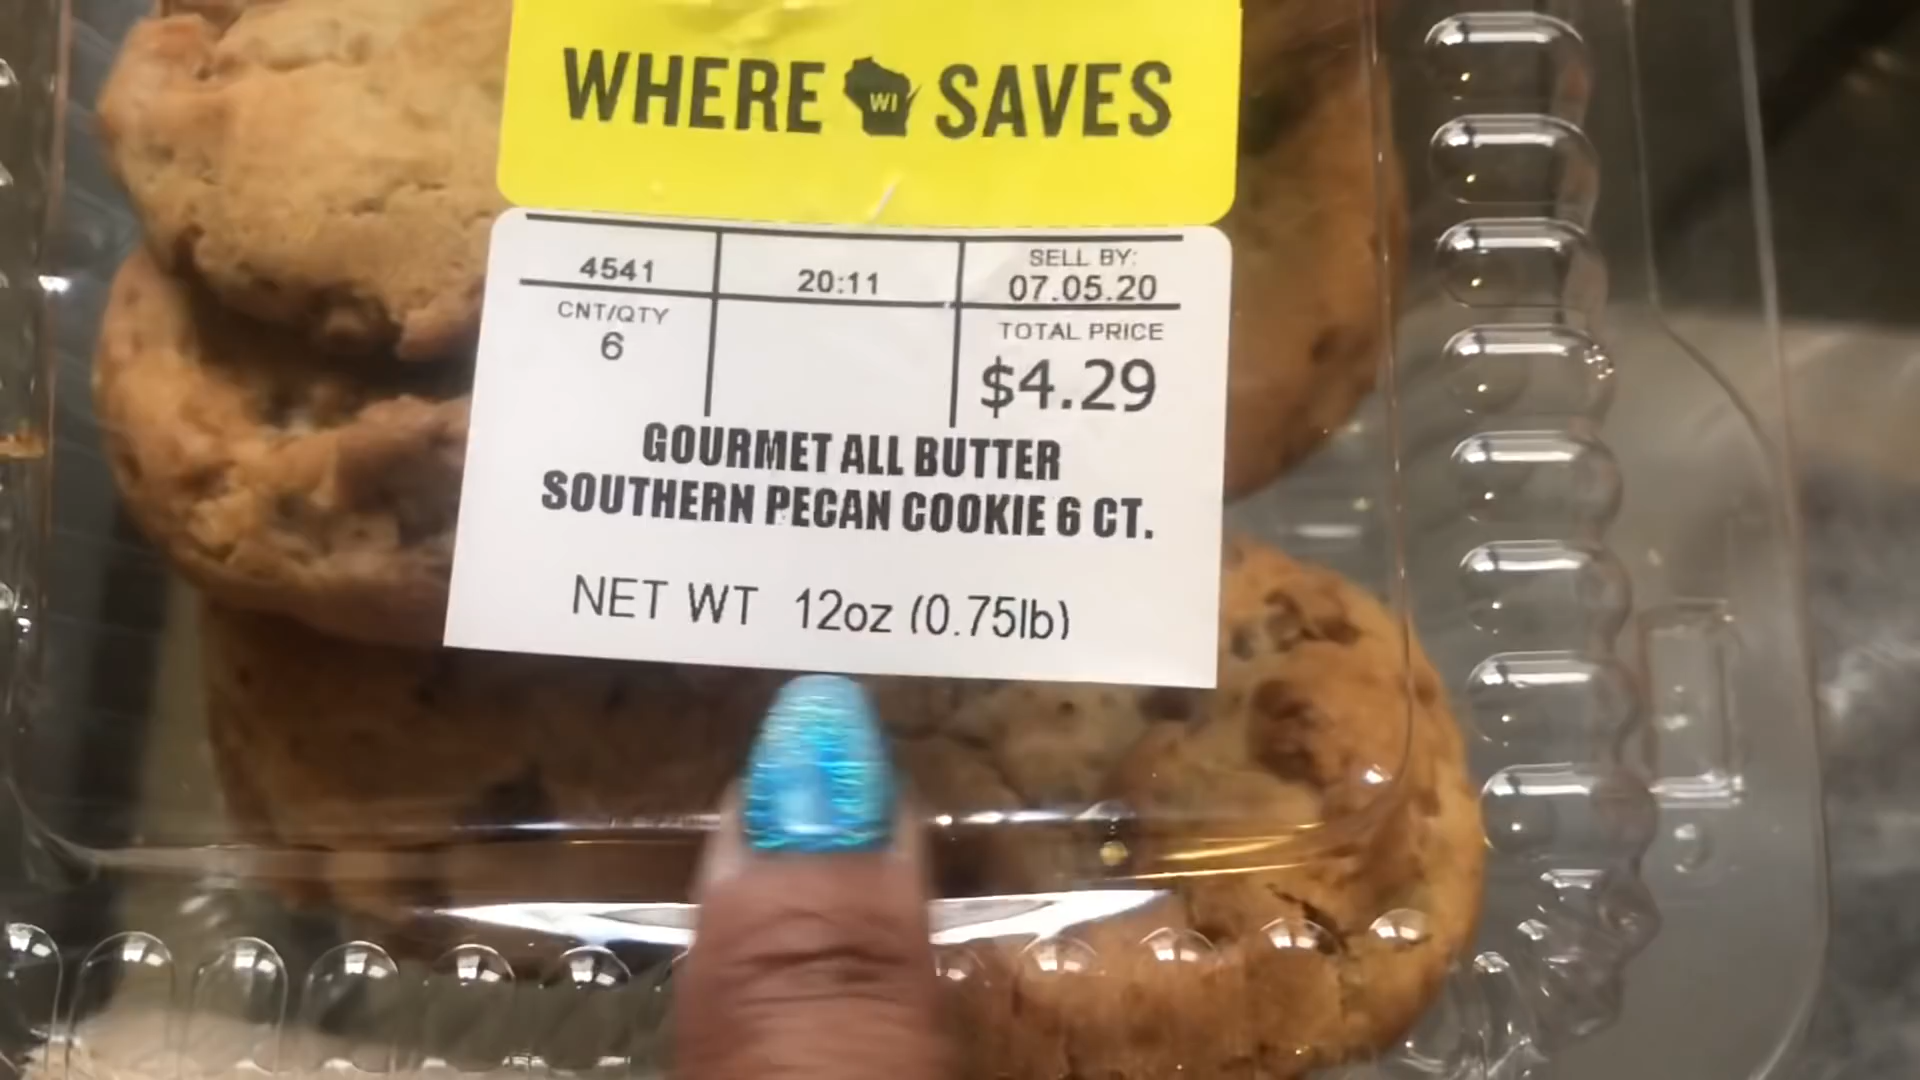 WHERE WI SAVES
4541
20:11
SELL BY:
07.05.20
CNT/QTY
6
TOTAL PRICE
$4.29
GOURMET ALL BUTTER
SOUTHERN PECAN COOKIE 6 CT.
NET WT 12oz (0.75lb)